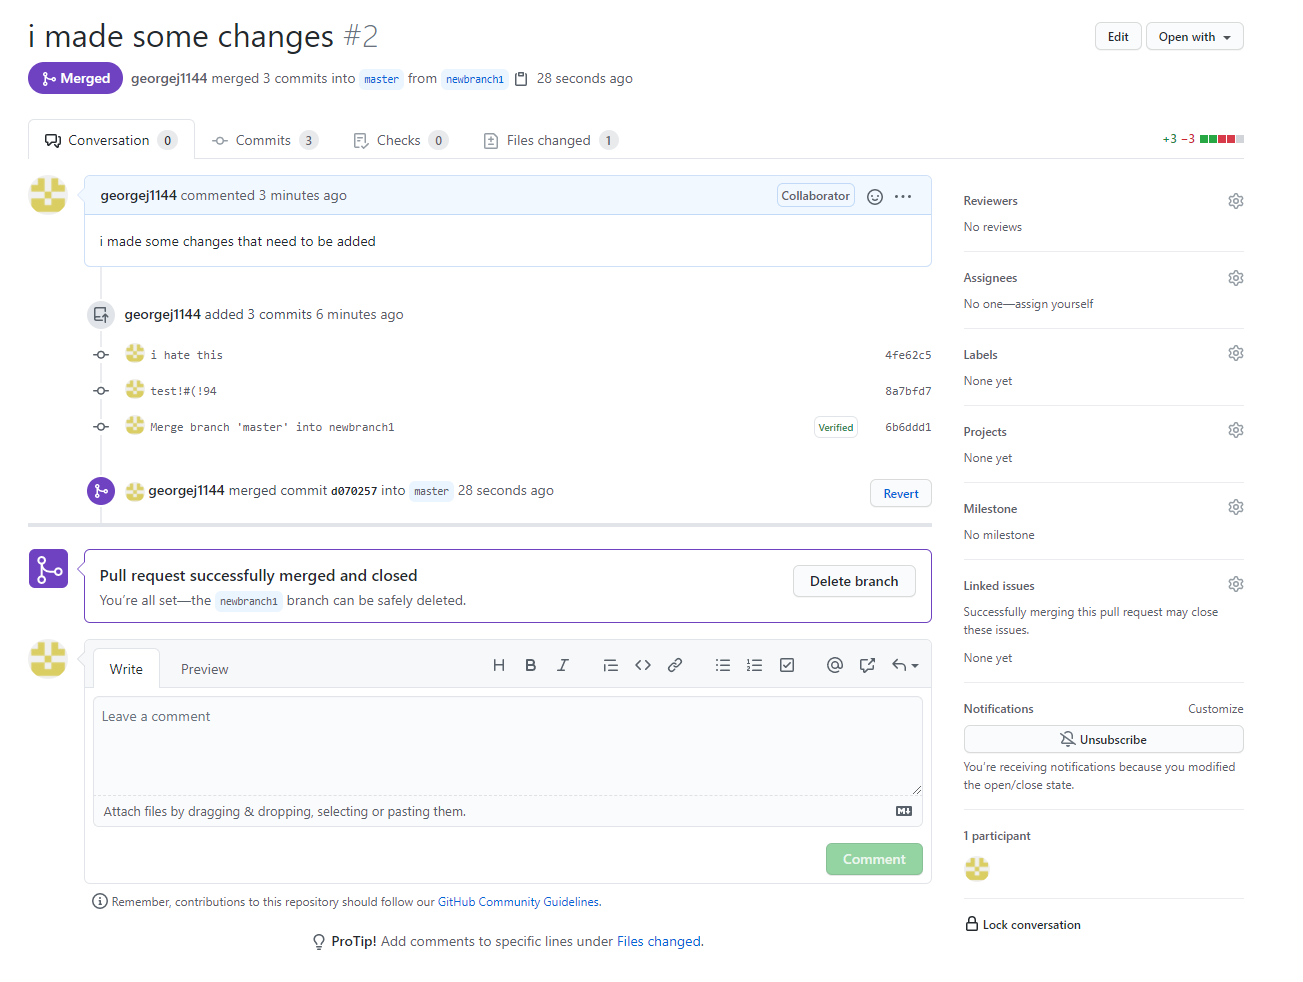 i made some changes #2
Edit
Open with
Merged
georgej1144 merged 3 commits into master from newbranch1 28 seconds ago
Conversation 0
Commits 3
Checks 0
Files changed 1
+3 −3
georgej1144 commented 3 minutes ago
Collaborator
i made some changes that need to be added
georgej1144 added 3 commits 6 minutes ago
i hate this 4fe62c5
test!#(!94 8a7bfd7
Merge branch 'master' into newbranch1 Verified 6b6ddd1
georgej1144 merged commit d070257 into master 28 seconds ago
Revert
Pull request successfully merged and closed
You're all set—the newbranch1 branch can be safely deleted.
Delete branch
Write
Preview
Leave a comment
Attach files by dragging & dropping, selecting or pasting them.
Comment
Remember, contributions to this repository should follow our GitHub Community Guidelines.
ProTip! Add comments to specific lines under Files changed.
Reviewers
No reviews
Assignees
No one—assign yourself
Labels
None yet
Projects
None yet
Milestone
No milestone
Linked issues
Successfully merging this pull request may close
these issues.
None yet
Notifications
Customize
Unsubscribe
You're receiving notifications because you modified
the open/close state.
1 participant
Lock conversation